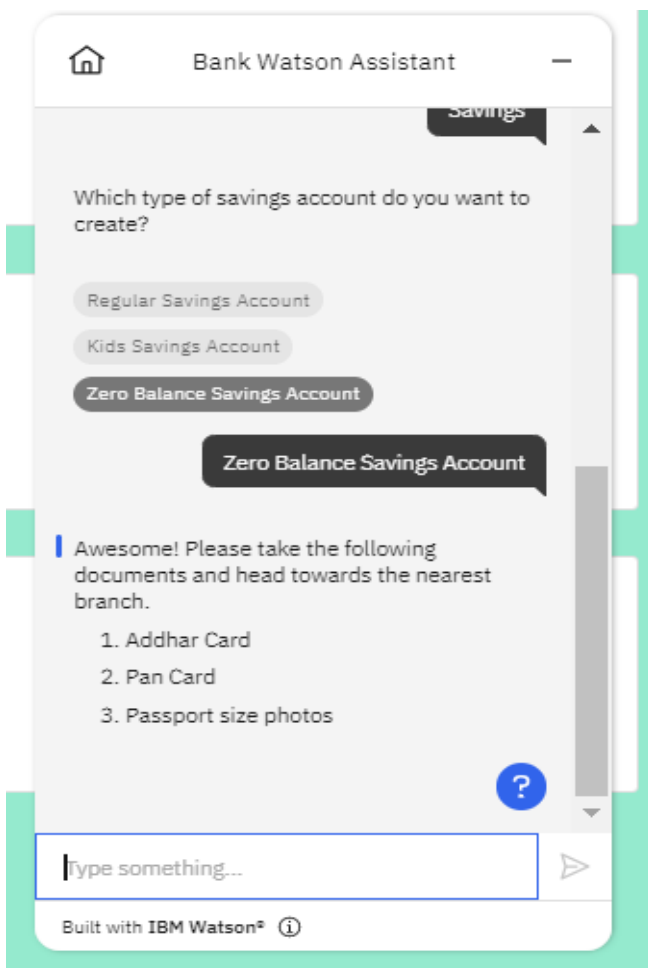 Bank Watson Assistant
Savings
Which type of savings account do you want to
create?
Regular Savings Account
Kids Savings Account
Zero Balance Savings Account
Zero Balance Savings Account
Awesome! Please take the following
documents and head towards the nearest
branch.
1. Addhar Card
2. Pan Card
3. Passport size photos
?
Type something...
Built with IBM Watson®